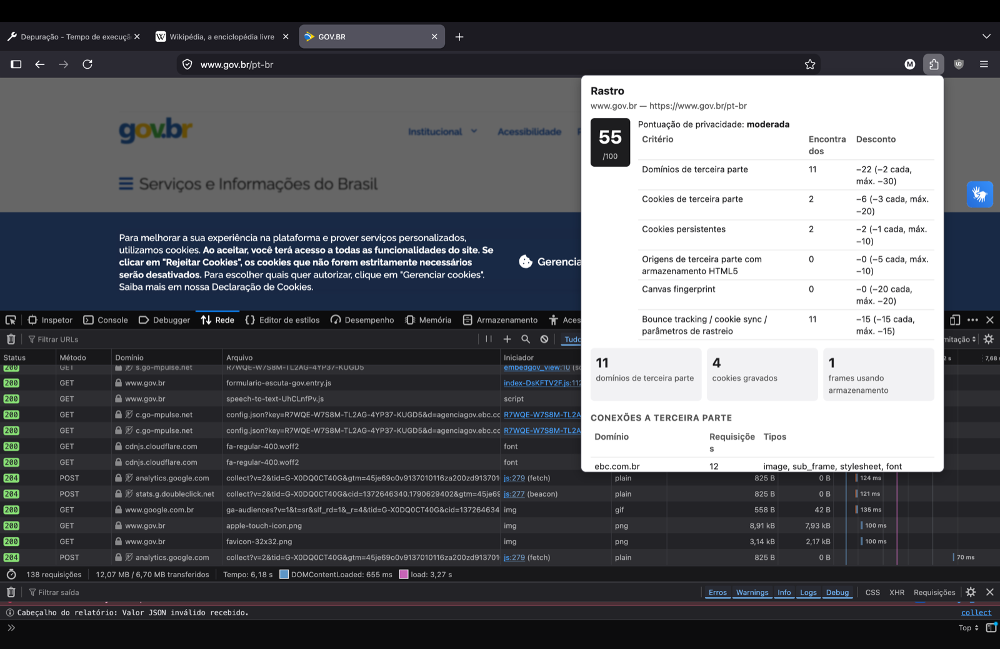 Depuração - Tempo de execuçã
Wikipédia, a enciclopédia livre
GOV.BR
www.gov.br/pt-br
M
gov.br
Institucional
Acessibilidade
Serviços e Informações do Brasil
Para melhorar a sua experiência na plataforma e prover serviços personalizados,
utilizamos cookies. Ao aceitar, você terá acesso a todas as funcionalidades do site. Se
clicar em "Rejeitar Cookies", os cookies que não forem estritamente necessários
serão desativados. Para escolher quais quer autorizar, clique em "Gerenciar cookies".
Saiba mais em nossa Declaração de Cookies.
Gerencia
Rastro
www.gov.br — https://www.gov.br/pt-br
55
/100
Pontuação de privacidade: moderada
Critério Encontra
dos Desconto
Domínios de terceira parte 11 −22 (−2 cada,
máx. −30)
Cookies de terceira parte 2 −6 (−3 cada, máx.
−20)
Cookies persistentes 2 −2 (−1 cada, máx.
−10)
Origens de terceira parte com
armazenamento HTML5 0 −0 (−5 cada, máx.
−10)
Canvas fingerprint 0 −0 (−20 cada,
máx. −20)
Bounce tracking / cookie sync /
parâmetros de rastreio 11 −15 (−15 cada,
máx. −15)
11
domínios de terceira parte
4
cookies gravados
1
frames usando
armazenamento
CONEXÕES A TERCEIRA PARTE
Domínio Requisiçõe
s Tipos
ebc.com.br 12 image, sub_frame, stylesheet, font
Inspetor Console Debugger Rede Editor de estilos Desempenho Memória Armazenamento Aces
Filtrar URLs Tudo mitação
Status Método Domínio Arquivo Iniciador 2 s 7,68
200 GET s.go-mpulse.net R7WQE-W7S8M-TL2AG-4YP37-KUGD5 embedgov_view:10 (sc
200 GET www.gov.br formulario-escuta-gov.entry.js index-DsKFTV2F.js:112
200 GET www.gov.br speech-to-text-UhCLnfPv.js script
200 GET c.go-mpulse.net config.json?key=R7WQE-W7S8M-TL2AG-4YP37-KUGD5&d=agenciagov.ebc.cc R7WQE-W7S8M-TL2A
200 GET c.go-mpulse.net config.json?key=R7WQE-W7S8M-TL2AG-4YP37-KUGD5&d=agenciagov.ebc.cc R7WQE-W7S8M-TL2A
200 GET cdnjs.cloudflare.com fa-regular-400.woff2 font
200 GET cdnjs.cloudflare.com fa-regular-400.woff2 font
204 POST analytics.google.com collect?v=2&tid=G-X0DQ0CT40G&gtm=45je69o0v9137010116za200zd913701 js:279 (fetch) plain 825 B 0 B 124 ms
204 POST stats.g.doubleclick.net collect?v=2&tid=G-X0DQ0CT40G&cid=1372646340.1790629402&gtm=45je69 js:277 (beacon) plain 825 B 0 B 121 ms
200 GET www.google.com.br ga-audiences?v=1&t=sr&slf_rd=1&_r=4&tid=G-X0DQ0CT40G&cid=137264634 img gif 558 B 42 B 135 ms
200 GET www.gov.br apple-touch-icon.png img png 8,91 kB 7,93 kB 100 ms
200 GET www.gov.br favicon-32x32.png img png 3,14 kB 2,17 kB 100 ms
204 POST analytics.google.com collect?v=2&tid=G-X0DQ0CT40G&gtm=45je69o0v9137010116za200zd913701 js:279 (fetch) plain 825 B 0 B 70 ms
138 requisições 12,07 MB / 6,70 MB transferidos Tempo: 6,18 s DOMContentLoaded: 655 ms load: 3,27 s
Filtrar saída Erros Warnings Info Logs Debug CSS XHR Requisições
Cabeçalho do relatório: Valor JSON inválido recebido. collect
Top